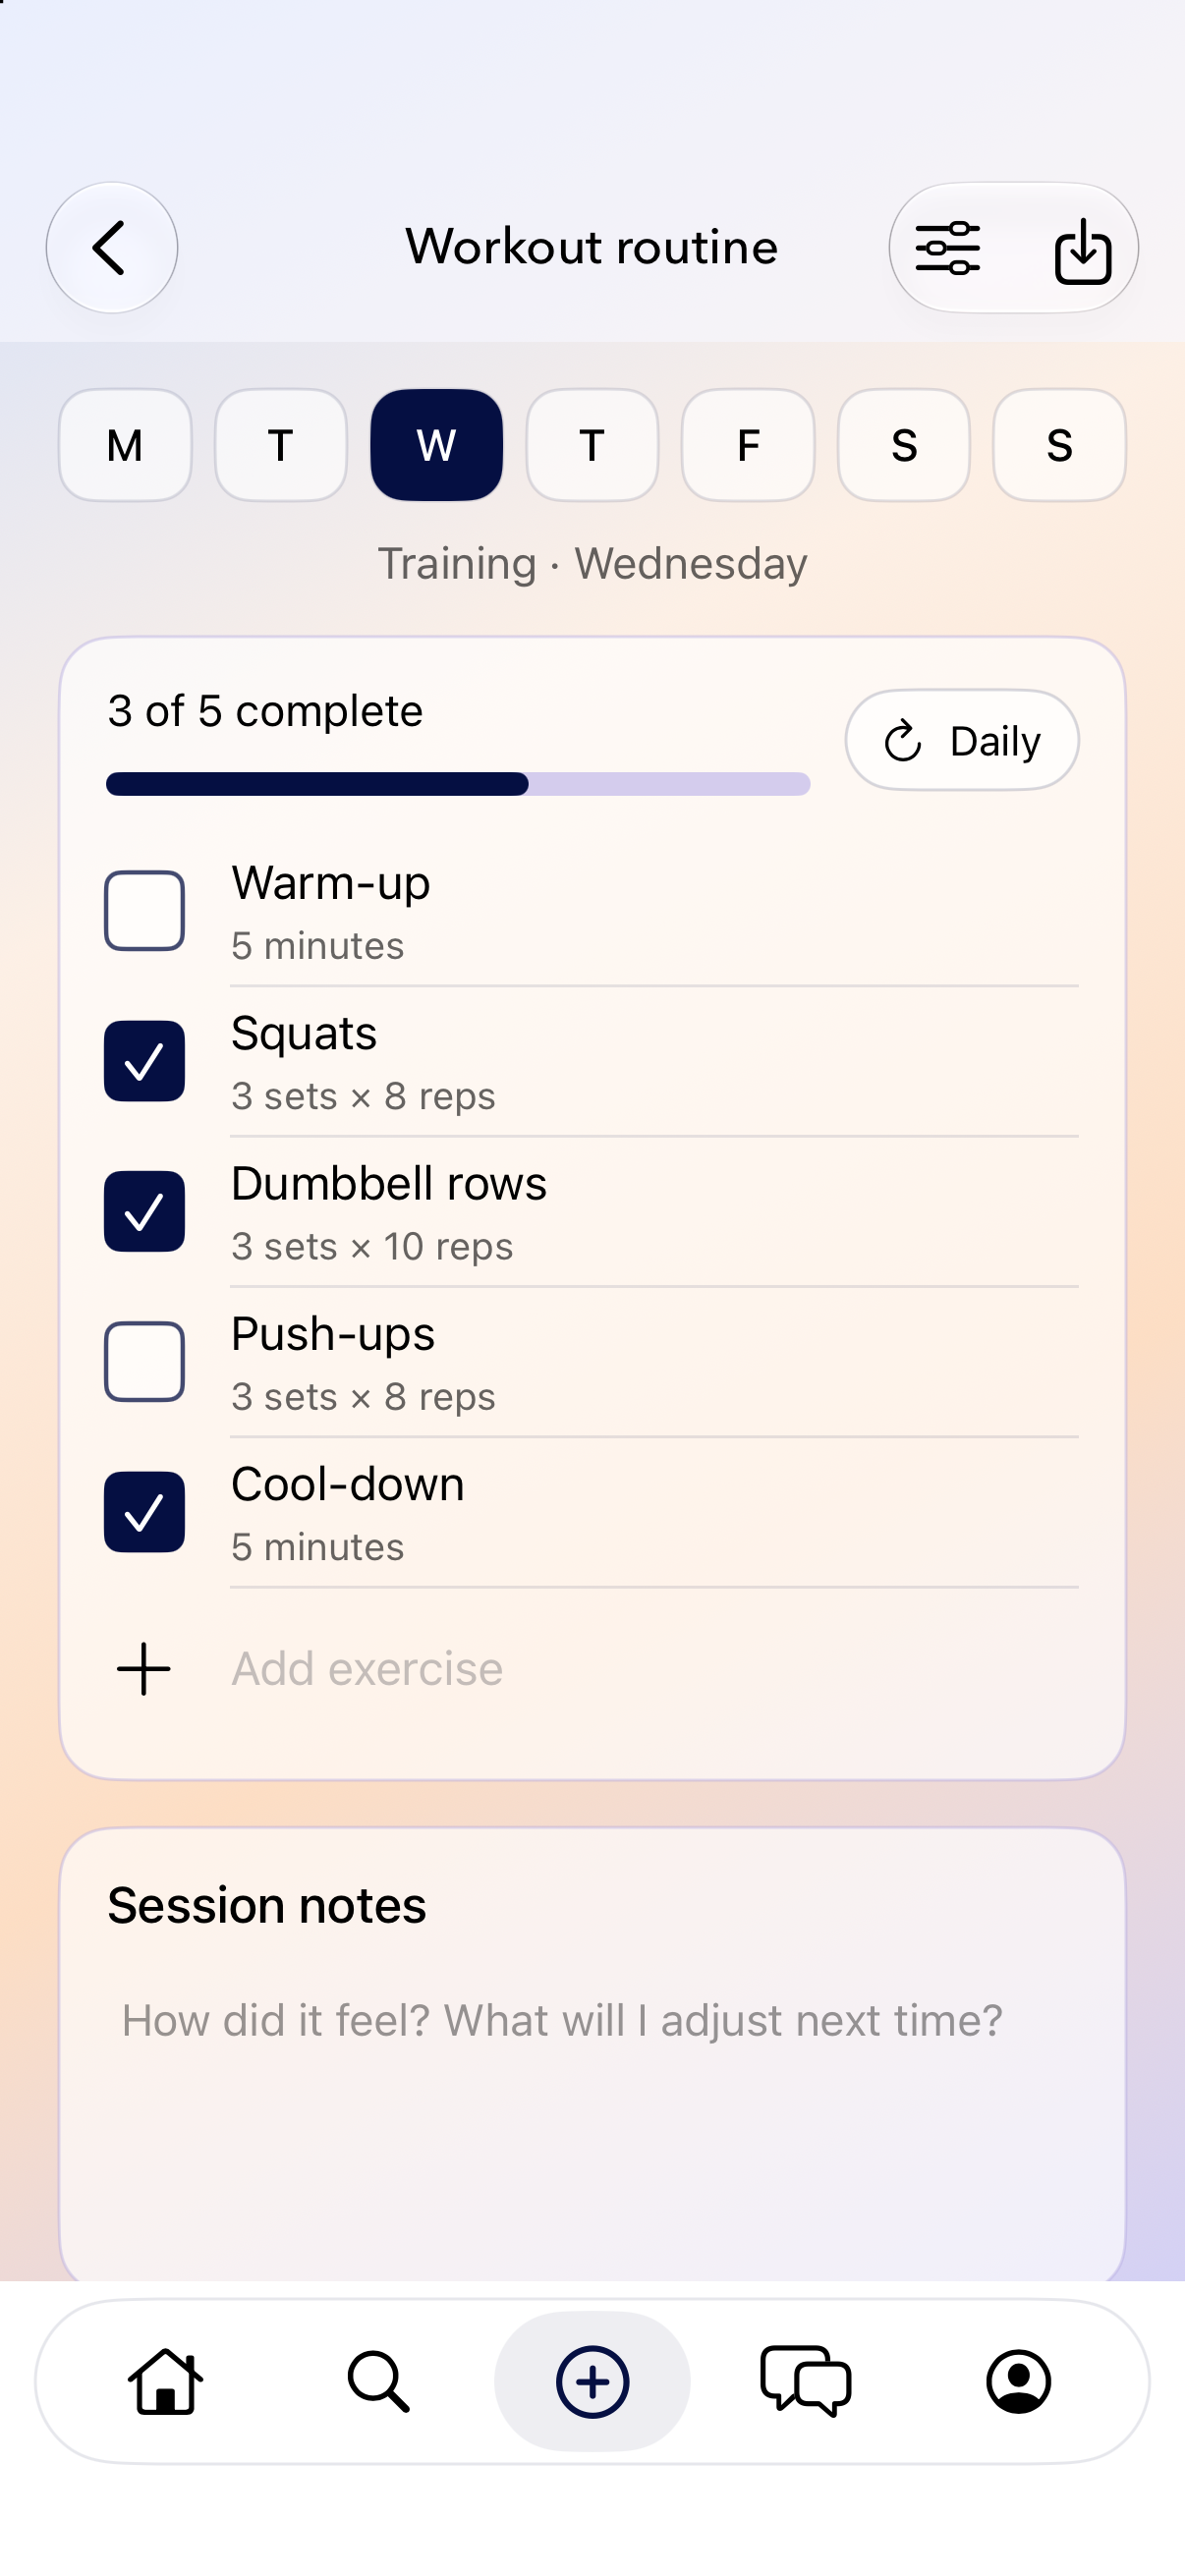 Workout routine
M T W T F S S
Training · Wednesday
3 of 5 complete
Daily
Warm-up
5 minutes
Squats
3 sets × 8 reps
Dumbbell rows
3 sets × 10 reps
Push-ups
3 sets × 8 reps
Cool-down
5 minutes
Add exercise
Session notes
How did it feel? What will I adjust next time?